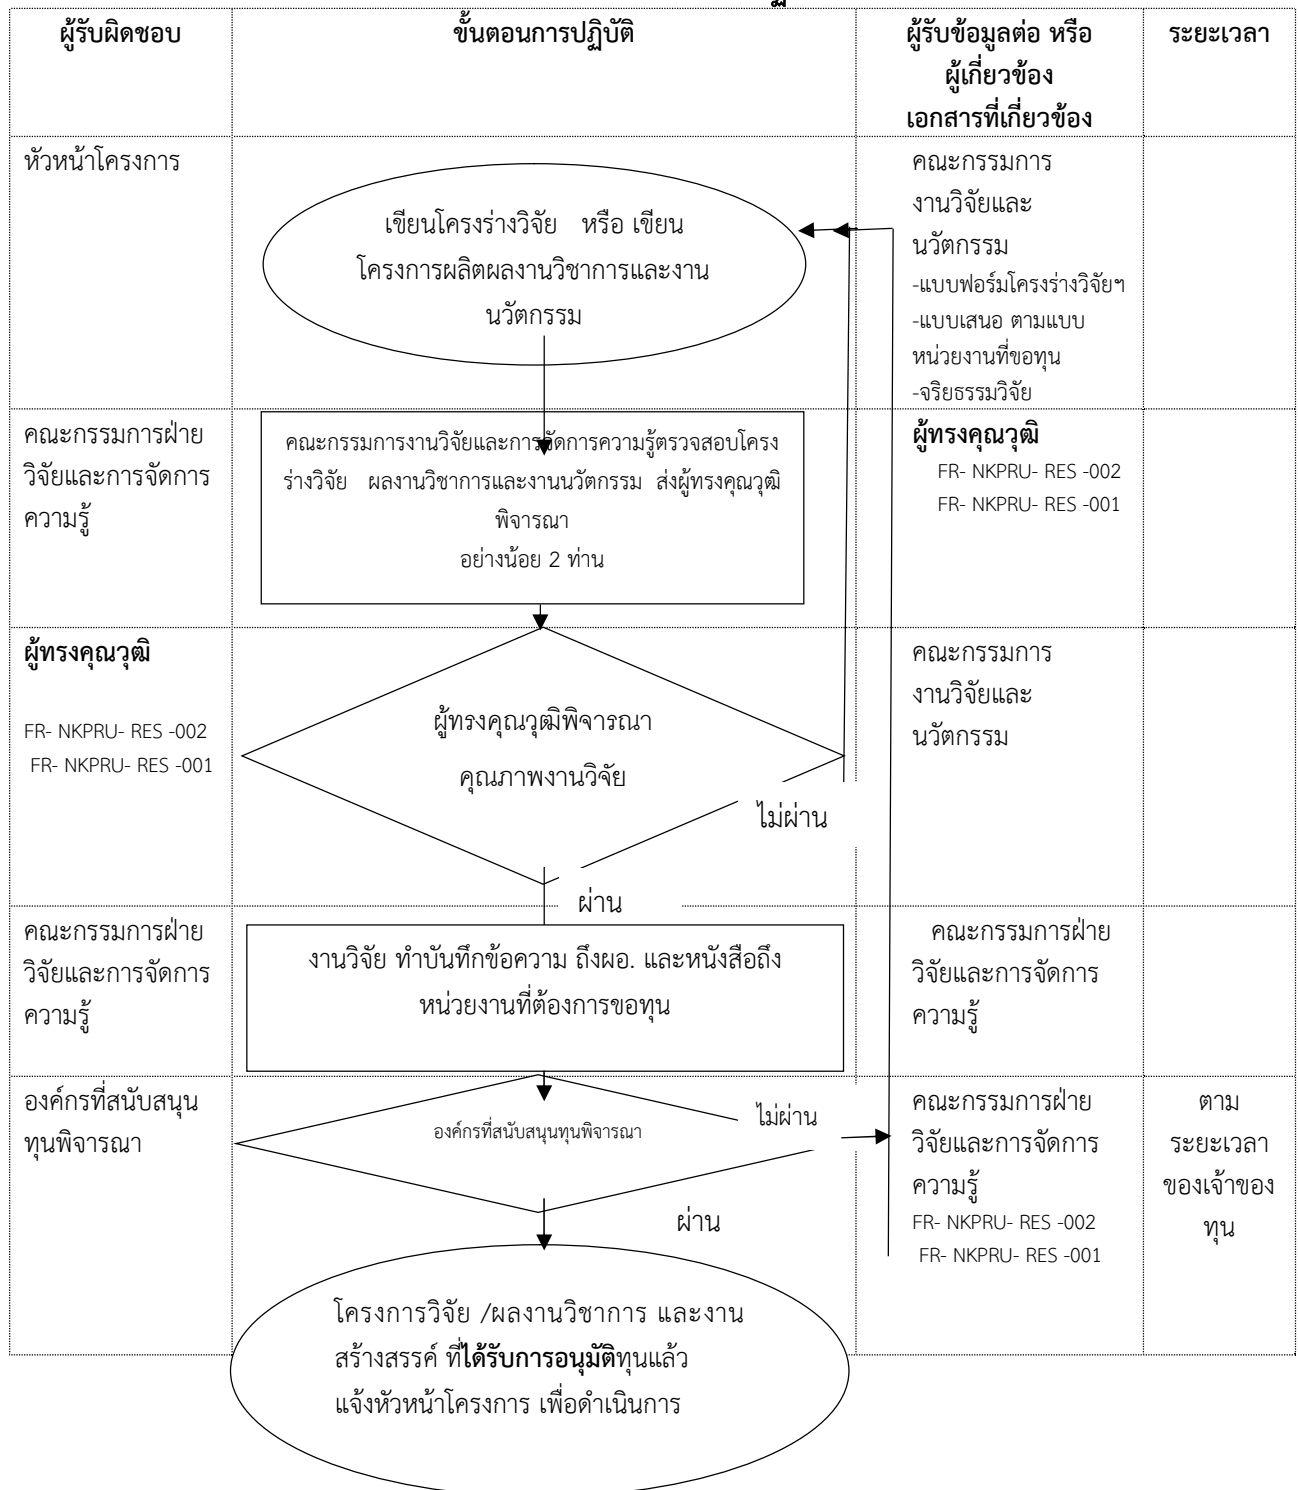 ผู้รับผิดชอบ
ขั้นตอนการปฏิบัติ
ผู้รับข้อมูลต่อ หรือ
ผู้เกี่ยวข้อง
เอกสารที่เกี่ยวข้อง
ระยะเวลา
หัวหน้าโครงการ
เขียนโครงร่างวิจัย หรือ เขียน
โครงการผลิตผลงานวิชาการและงาน
นวัตกรรม
คณะกรรมการ
งานวิจัยและ
นวัตกรรม
-แบบฟอร์มโครงร่างวิจัยฯ
-แบบเสนอ ตามแบบ
หน่วยงานที่ขอทุน
-จริยธรรมวิจัย
คณะกรรมการฝ่าย
วิจัยและการจัดการ
ความรู้
คณะกรรมการงานวิจัยและการจัดการความรู้ตรวจสอบโครง
ร่างวิจัย ผลงานวิชาการและงานนวัตกรรม ส่งผู้ทรงคุณวุฒิ
พิจารณา
อย่างน้อย 2 ท่าน
ผู้ทรงคุณวุฒิ
FR- NKPRU- RES -002
FR- NKPRU- RES -001
ผู้ทรงคุณวุฒิ
FR- NKPRU- RES -002
FR- NKPRU- RES -001
ผู้ทรงคุณวุฒิพิจารณา
คุณภาพงานวิจัย
ไม่ผ่าน
ผ่าน
คณะกรรมการ
งานวิจัยและ
นวัตกรรม
คณะกรรมการฝ่าย
วิจัยและการจัดการ
ความรู้
งานวิจัย ทำบันทึกข้อความ ถึงผอ. และหนังสือถึง
หน่วยงานที่ต้องการขอทุน
คณะกรรมการฝ่าย
วิจัยและการจัดการ
ความรู้
องค์กรที่สนับสนุน
ทุนพิจารณา
องค์กรที่สนับสนุนทุนพิจารณา
ไม่ผ่าน
ผ่าน
คณะกรรมการฝ่าย
วิจัยและการจัดการ
ความรู้
FR- NKPRU- RES -002
FR- NKPRU- RES -001
ตาม
ระยะเวลา
ของเจ้าของ
ทุน
โครงการวิจัย /ผลงานวิชาการ และงาน
สร้างสรรค์ ที่ได้รับการอนุมัติทุนแล้ว
แจ้งหัวหน้าโครงการ เพื่อดำเนินการ